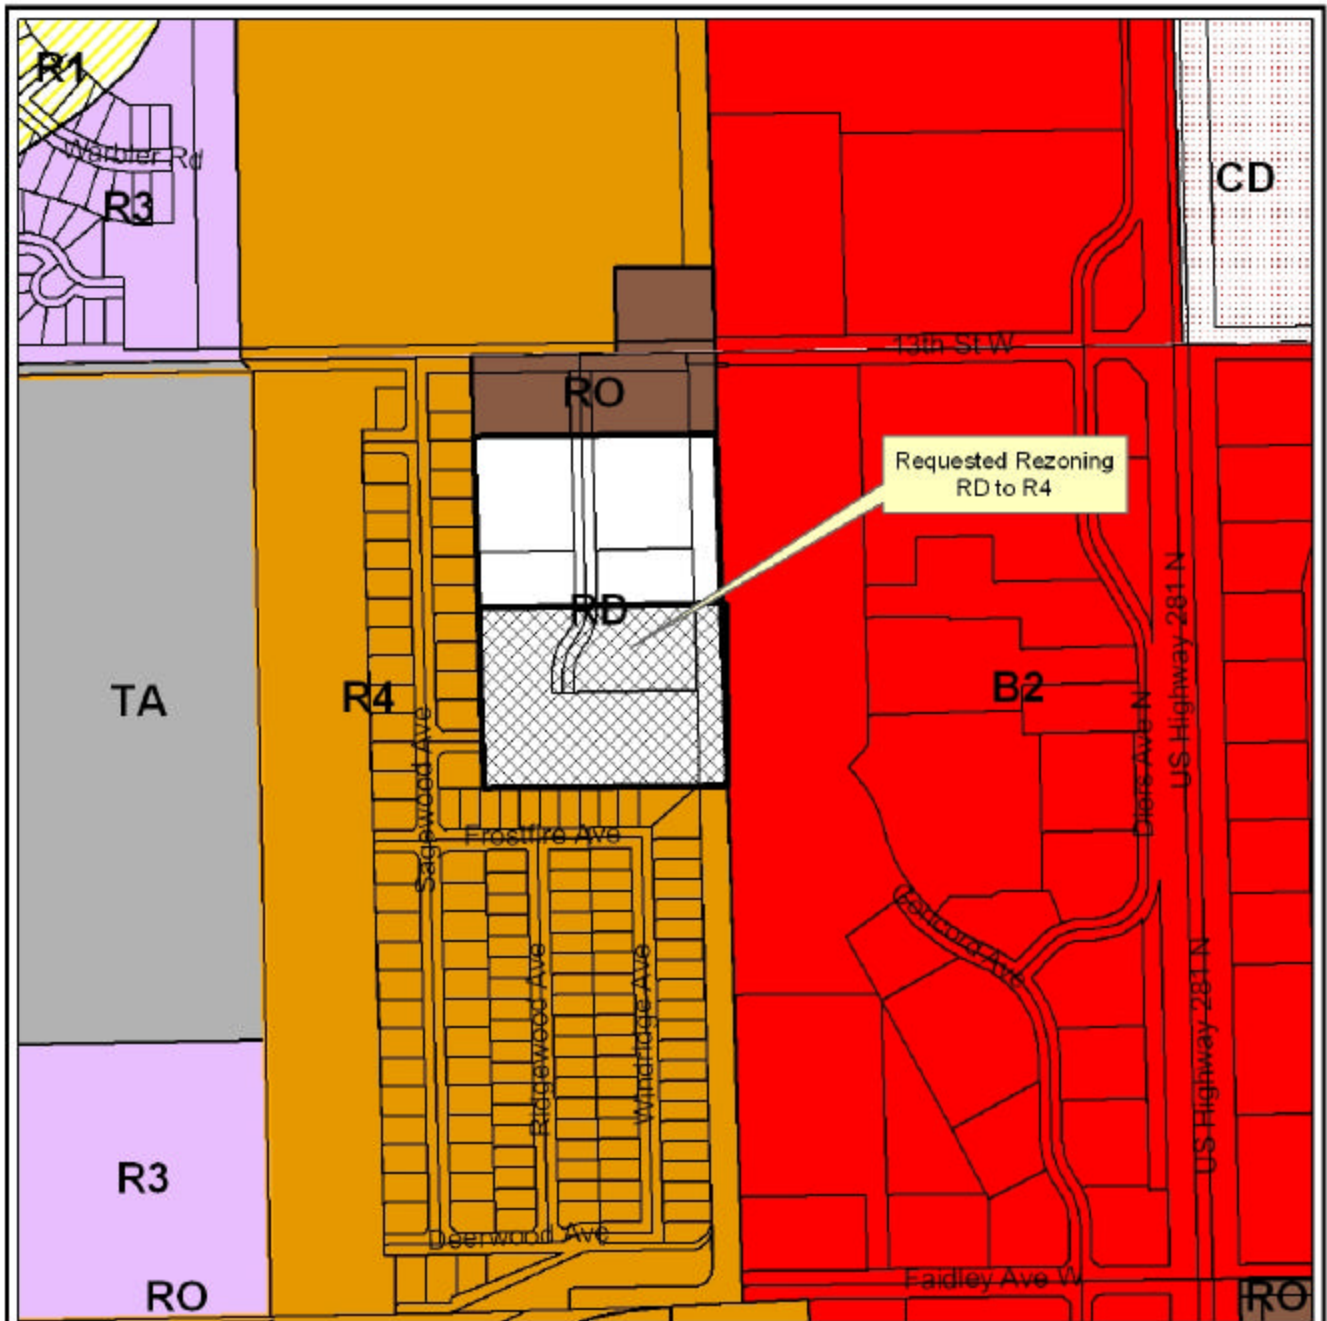 R1
Warbler Rd
R3
CD
13th St W
RO
Requested Rezoning
RD to R4
RD
TA
R4
B2
US Highway 281 N
Diers Ave N
Sagewood Ave
Frostfire Ave
Concord Ave
Ridgewood Ave
Windridge Ave
US Highway 281 N
R3
Deerwood Ave
Faidley Ave W
RO
RO